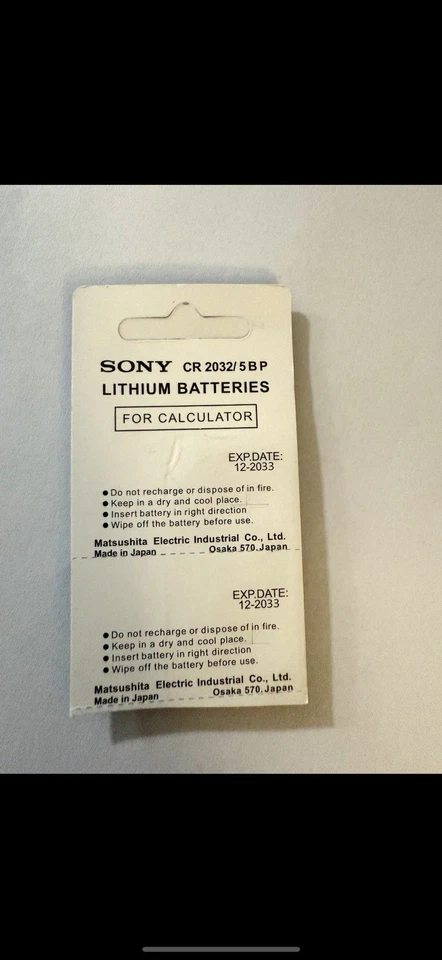 SONY CR 2032/5BP
LITHIUM BATTERIES
FOR CALCULATOR
EXP.DATE:
12-2033
● Do not recharge or dispose of in fire.
● Keep in a dry and cool place.
● Insert battery in right direction
● Wipe off the battery before use.
Matsushita Electric Industrial Co., Ltd.
Made in Japan Osaka 570.Japan
EXP.DATE:
12-2033
● Do not recharge or dispose of in fire.
● Keep in a dry and cool place.
● Insert battery in right direction
● Wipe off the battery before use.
Matsushita Electric Industrial Co., Ltd.
Made in Japan Osaka 570.Japan